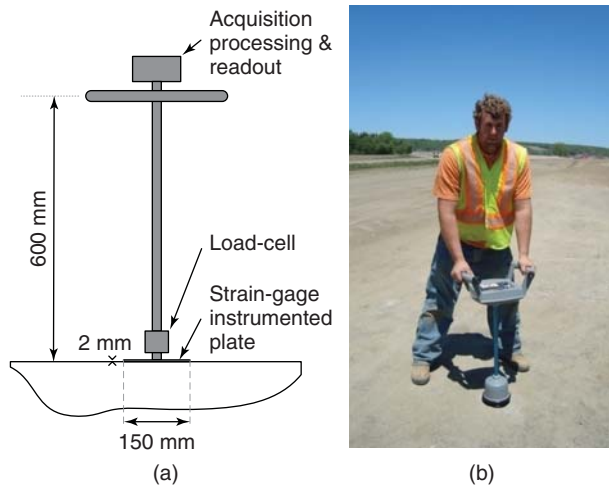 Acquisition
processing &
readout
600 mm
Load-cell
Strain-gage
instrumented
plate
2 mm
150 mm
(a)
(b)